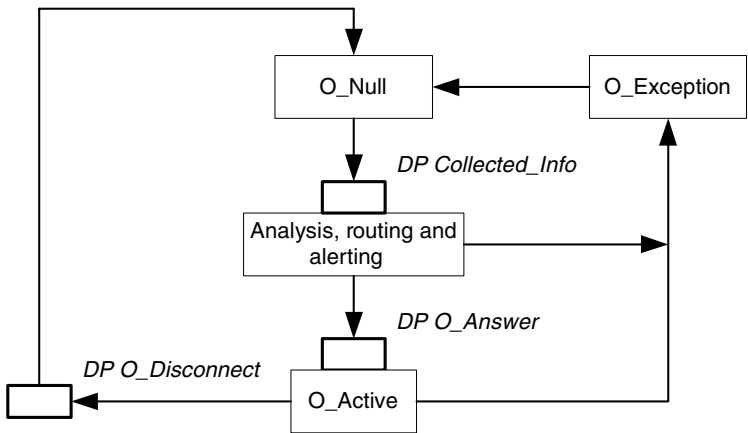 O_Null
O_Exception
DP Collected_Info
Analysis, routing and
alerting
DP O_Answer
DP O_Disconnect
O_Active